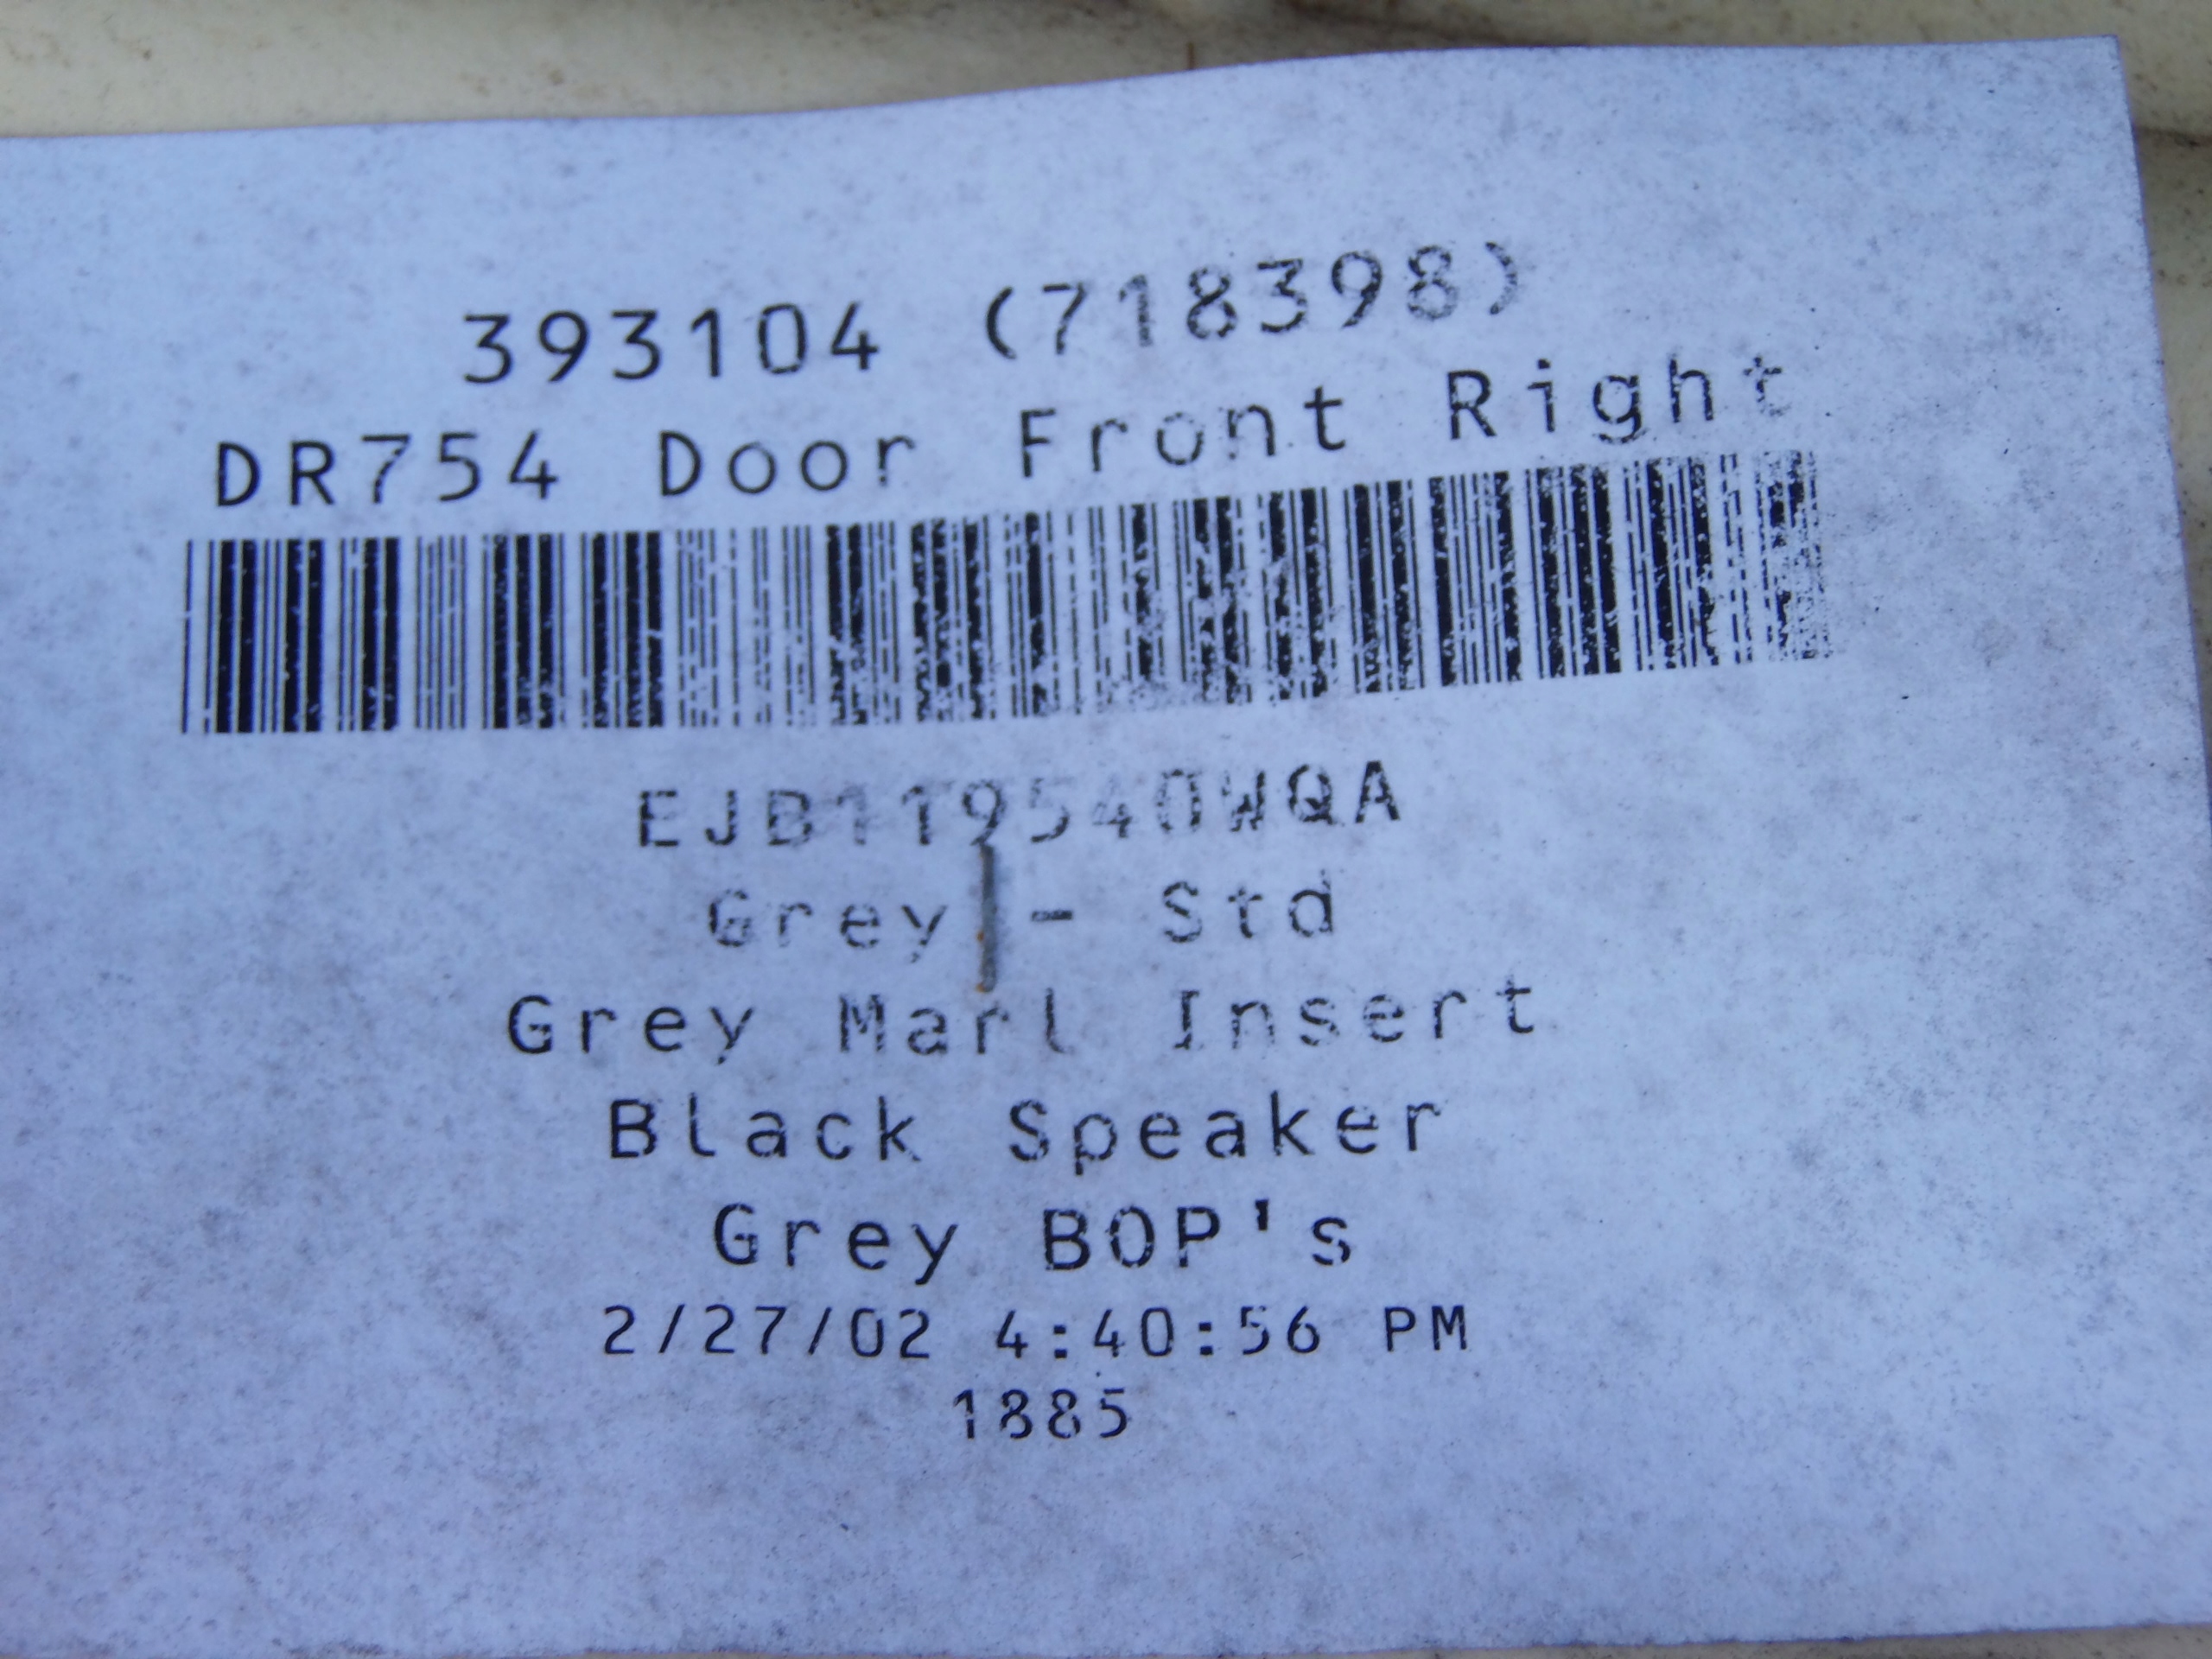 393104 (718398)
DR754 Door Front Right
EJB119540WQA
Grey - Std
Grey Marl Insert
Black Speaker
Grey BOP's
2/27/02 4:40:56 PM
1885